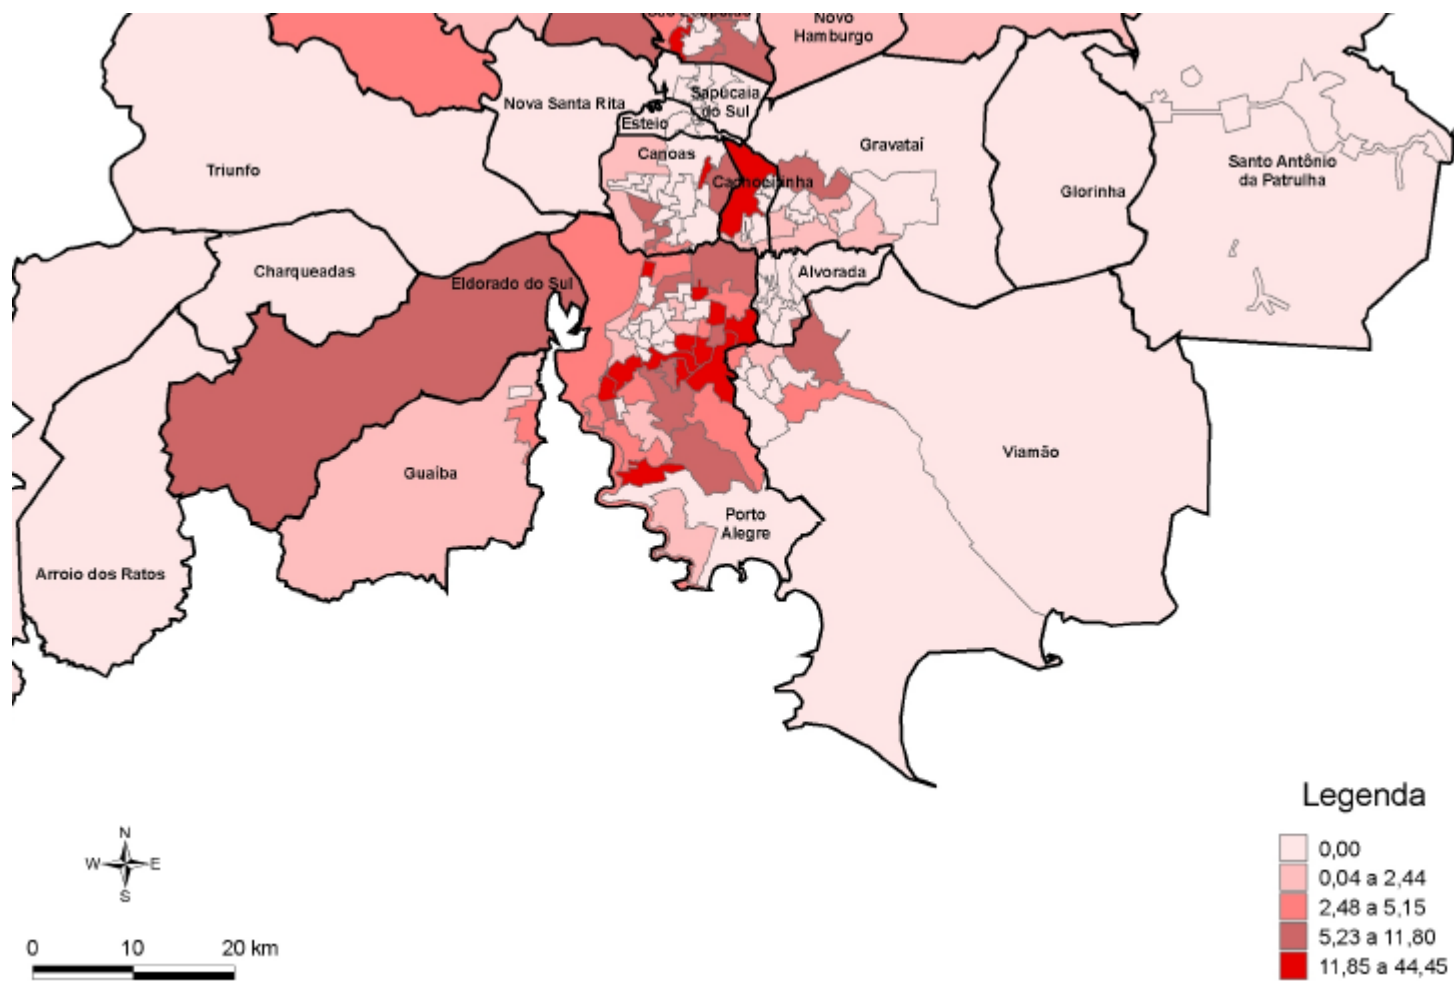 São Leopoldo
Novo
Hamburgo
Nova Santa Rita
Sapucaia
do Sul
Esteio
Canoas
Gravataí
Triunfo
Cachoeirinha
Glorinha
Santo Antônio
da Patrulha
Charqueadas
Eldorado do Sul
Alvorada
Guaíba
Viamão
Porto
Alegre
Arroio dos Ratos
Legenda
0,00
0,04 a 2,44
2,48 a 5,15
5,23 a 11,80
11,85 a 44,45
N
W E
S
0 10 20 km